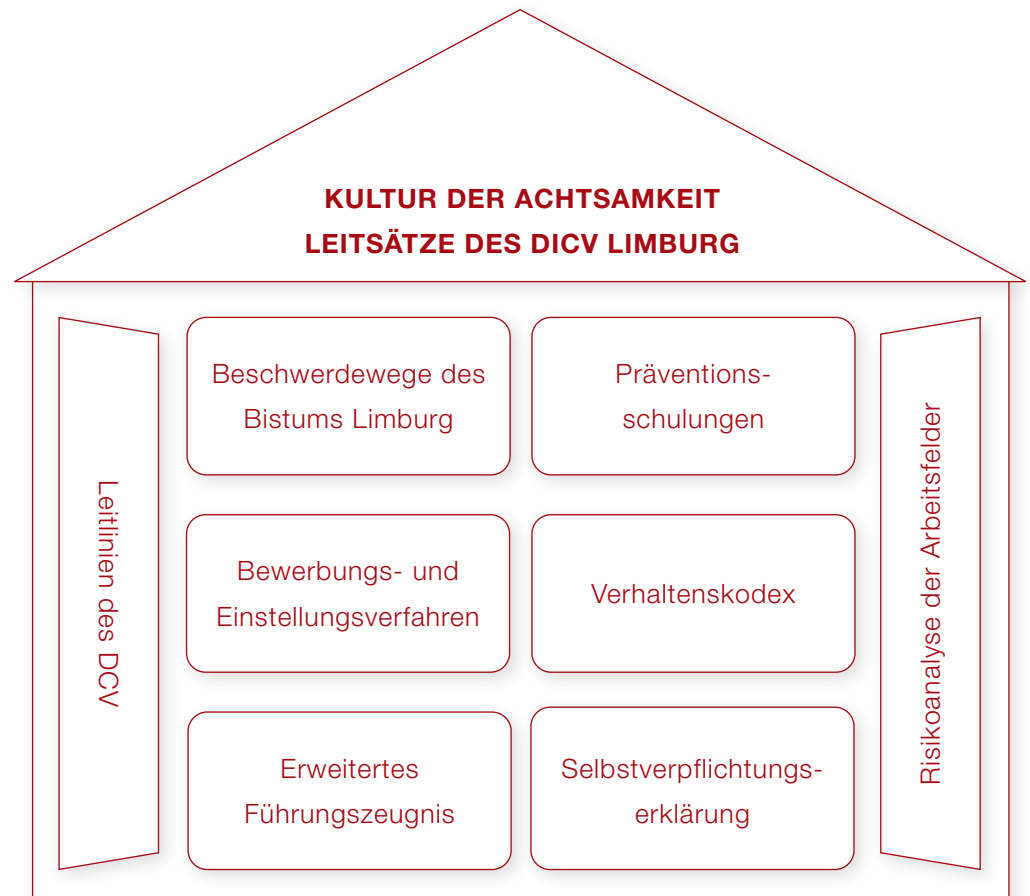 KULTUR DER ACHTSAMKEIT
LEITSÄTZE DES DICV LIMBURG
Leitlinien des DCV
Beschwerdewege des
Bistums Limburg
Präventions-
schulungen
Bewerbungs- und
Einstellungsverfahren
Verhaltenskodex
Erweitertes
Führungszeugnis
Selbstverpflichtungs-
erklärung
Risikoanalyse der Arbeitsfelder